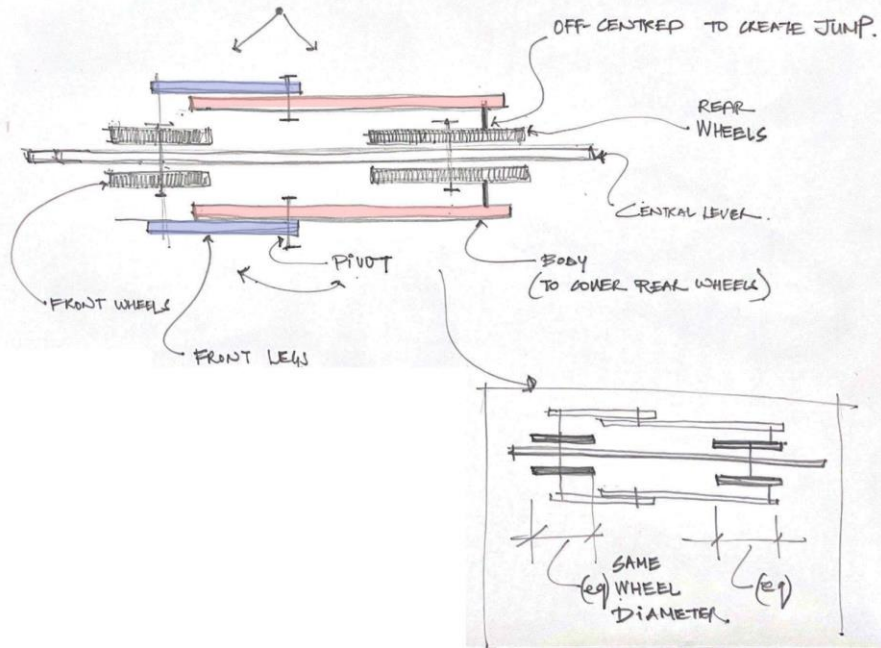 OFF CENTRED TO CREATE JUMP.
REAR
WHEELS
CENTRAL LEVER.
PIVOT
BODY
(TO COVER REAR WHEELS)
FRONT WHEELS
FRONT LEGS
(eq)
SAME
WHEEL
DIAMETER
(eq)